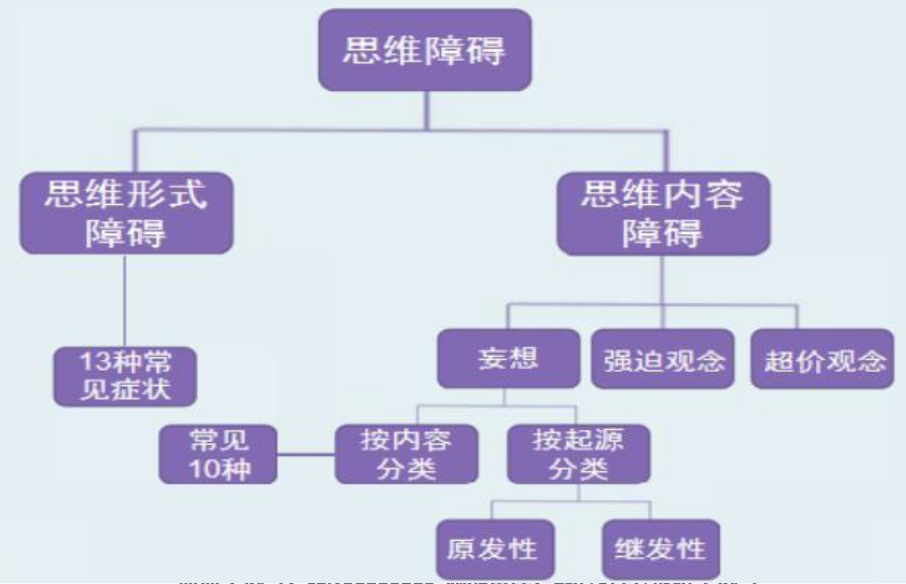 思维障碍
思维形式
障碍
思维内容
障碍
13种常
见症状
妄想
强迫观念
超价观念
常见
10种
按内容
分类
按起源
分类
原发性
继发性